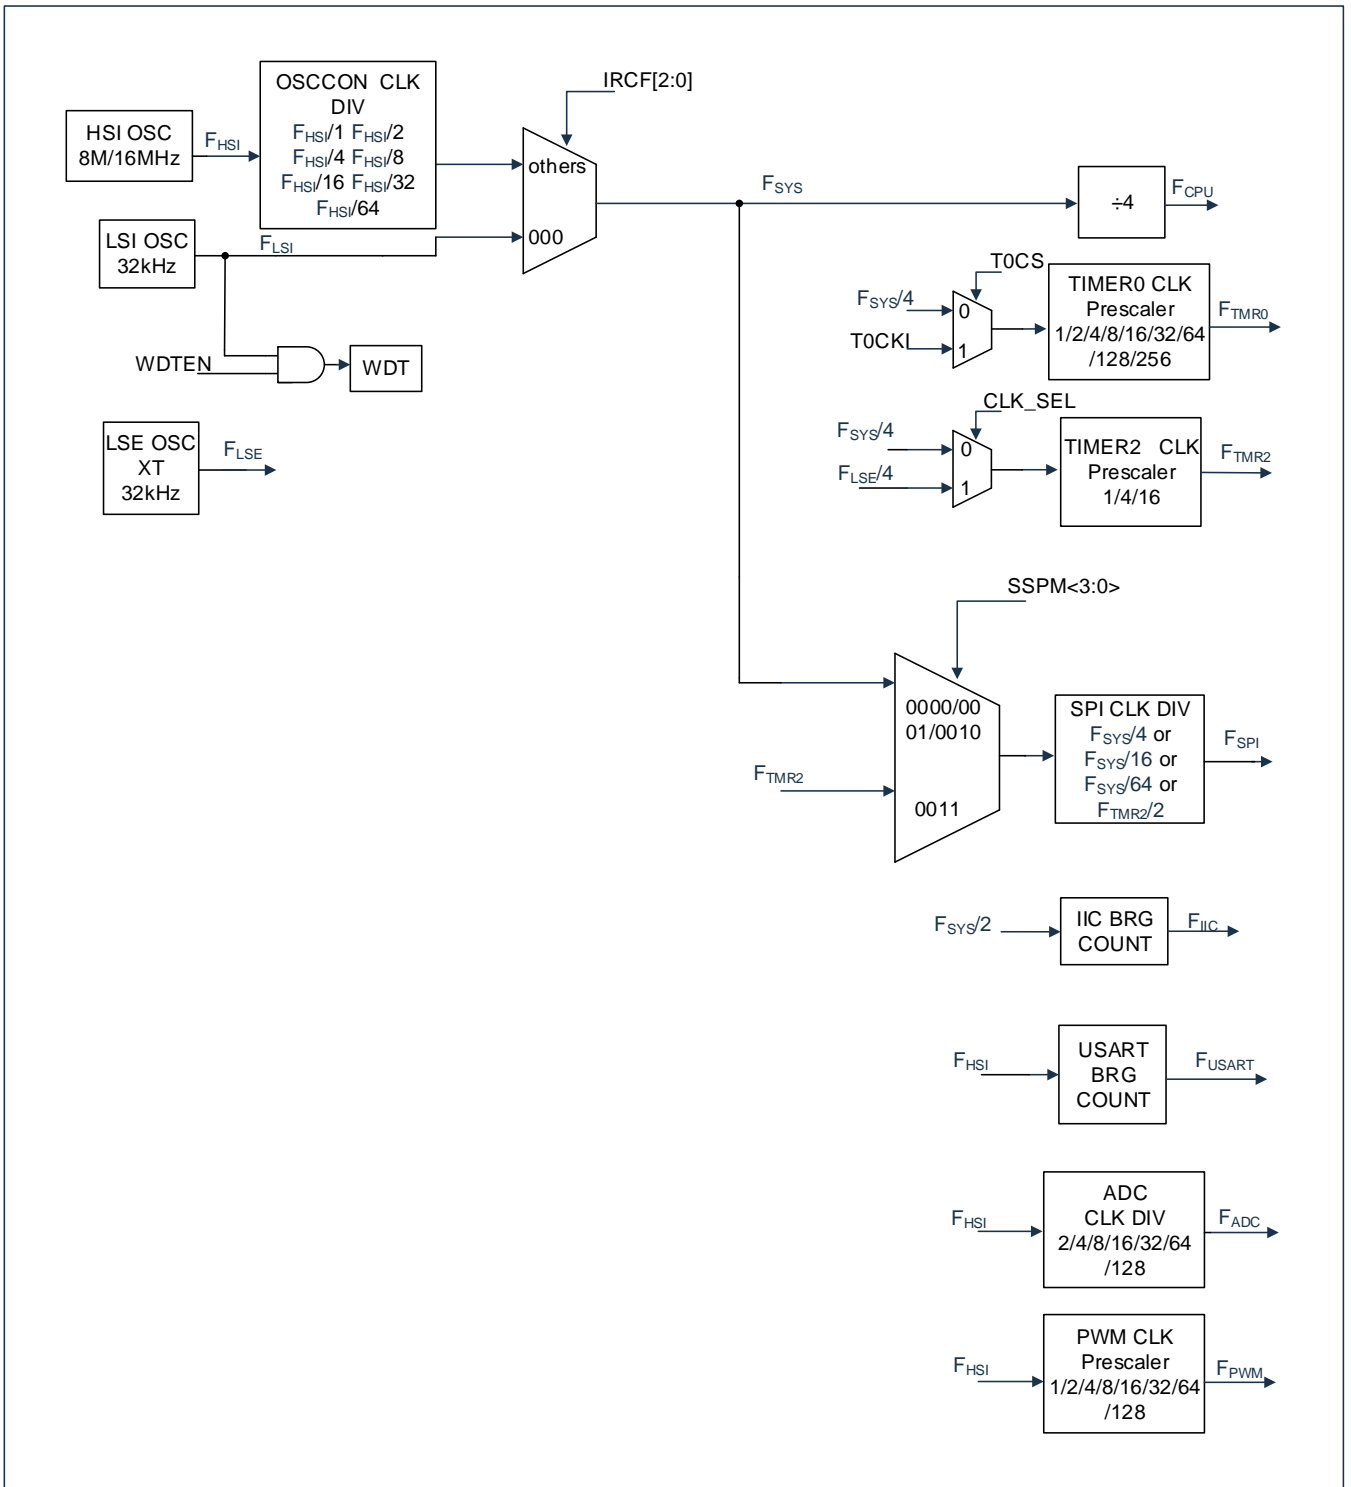 IRCF[2:0]
OSCCON CLK
DIV
FHSI/1 FHSI/2
FHSI/4 FHSI/8
FHSI/16 FHSI/32
FHSI/64
HSI OSC
8M/16MHz
FHSI
others
000
LSI OSC
32kHz
FLSI
WDTEN
WDT
LSE OSC
XT
32kHz
FLSE
FSYS
÷4
FCPU
T0CS
FSYS/4
T0CKI
0
1
TIMER0 CLK
Prescaler
1/2/4/8/16/32/64
/128/256
FTMR0
CLK_SEL
FSYS/4
FLSE/4
0
1
TIMER2 CLK
Prescaler
1/4/16
FTMR2
SSPM<3:0>
0000/00
01/0010
0011
FTMR2
SPI CLK DIV
FSYS/4 or
FSYS/16 or
FSYS/64 or
FTMR2/2
FSPI
FSYS/2
IIC BRG
COUNT
FIIC
FHSI
USART
BRG
COUNT
FUSART
FHSI
ADC
CLK DIV
2/4/8/16/32/64
/128
FADC
FHSI
PWM CLK
Prescaler
1/2/4/8/16/32/64
/128
FPWM